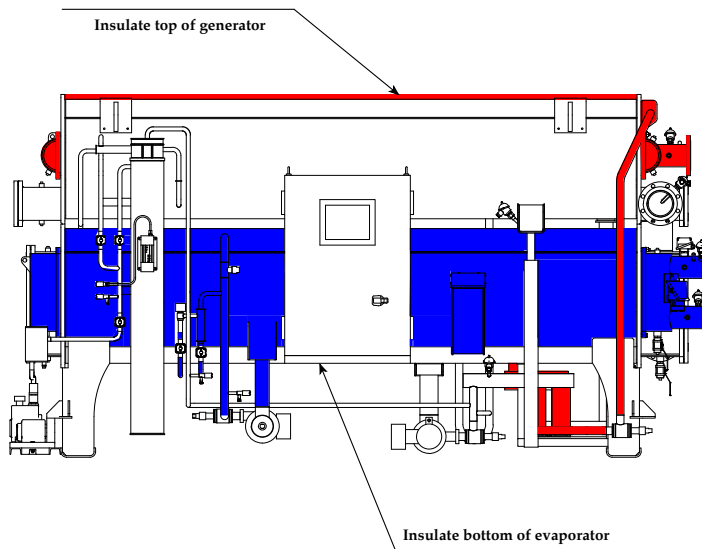 Insulate top of generator
Insulate bottom of evaporator